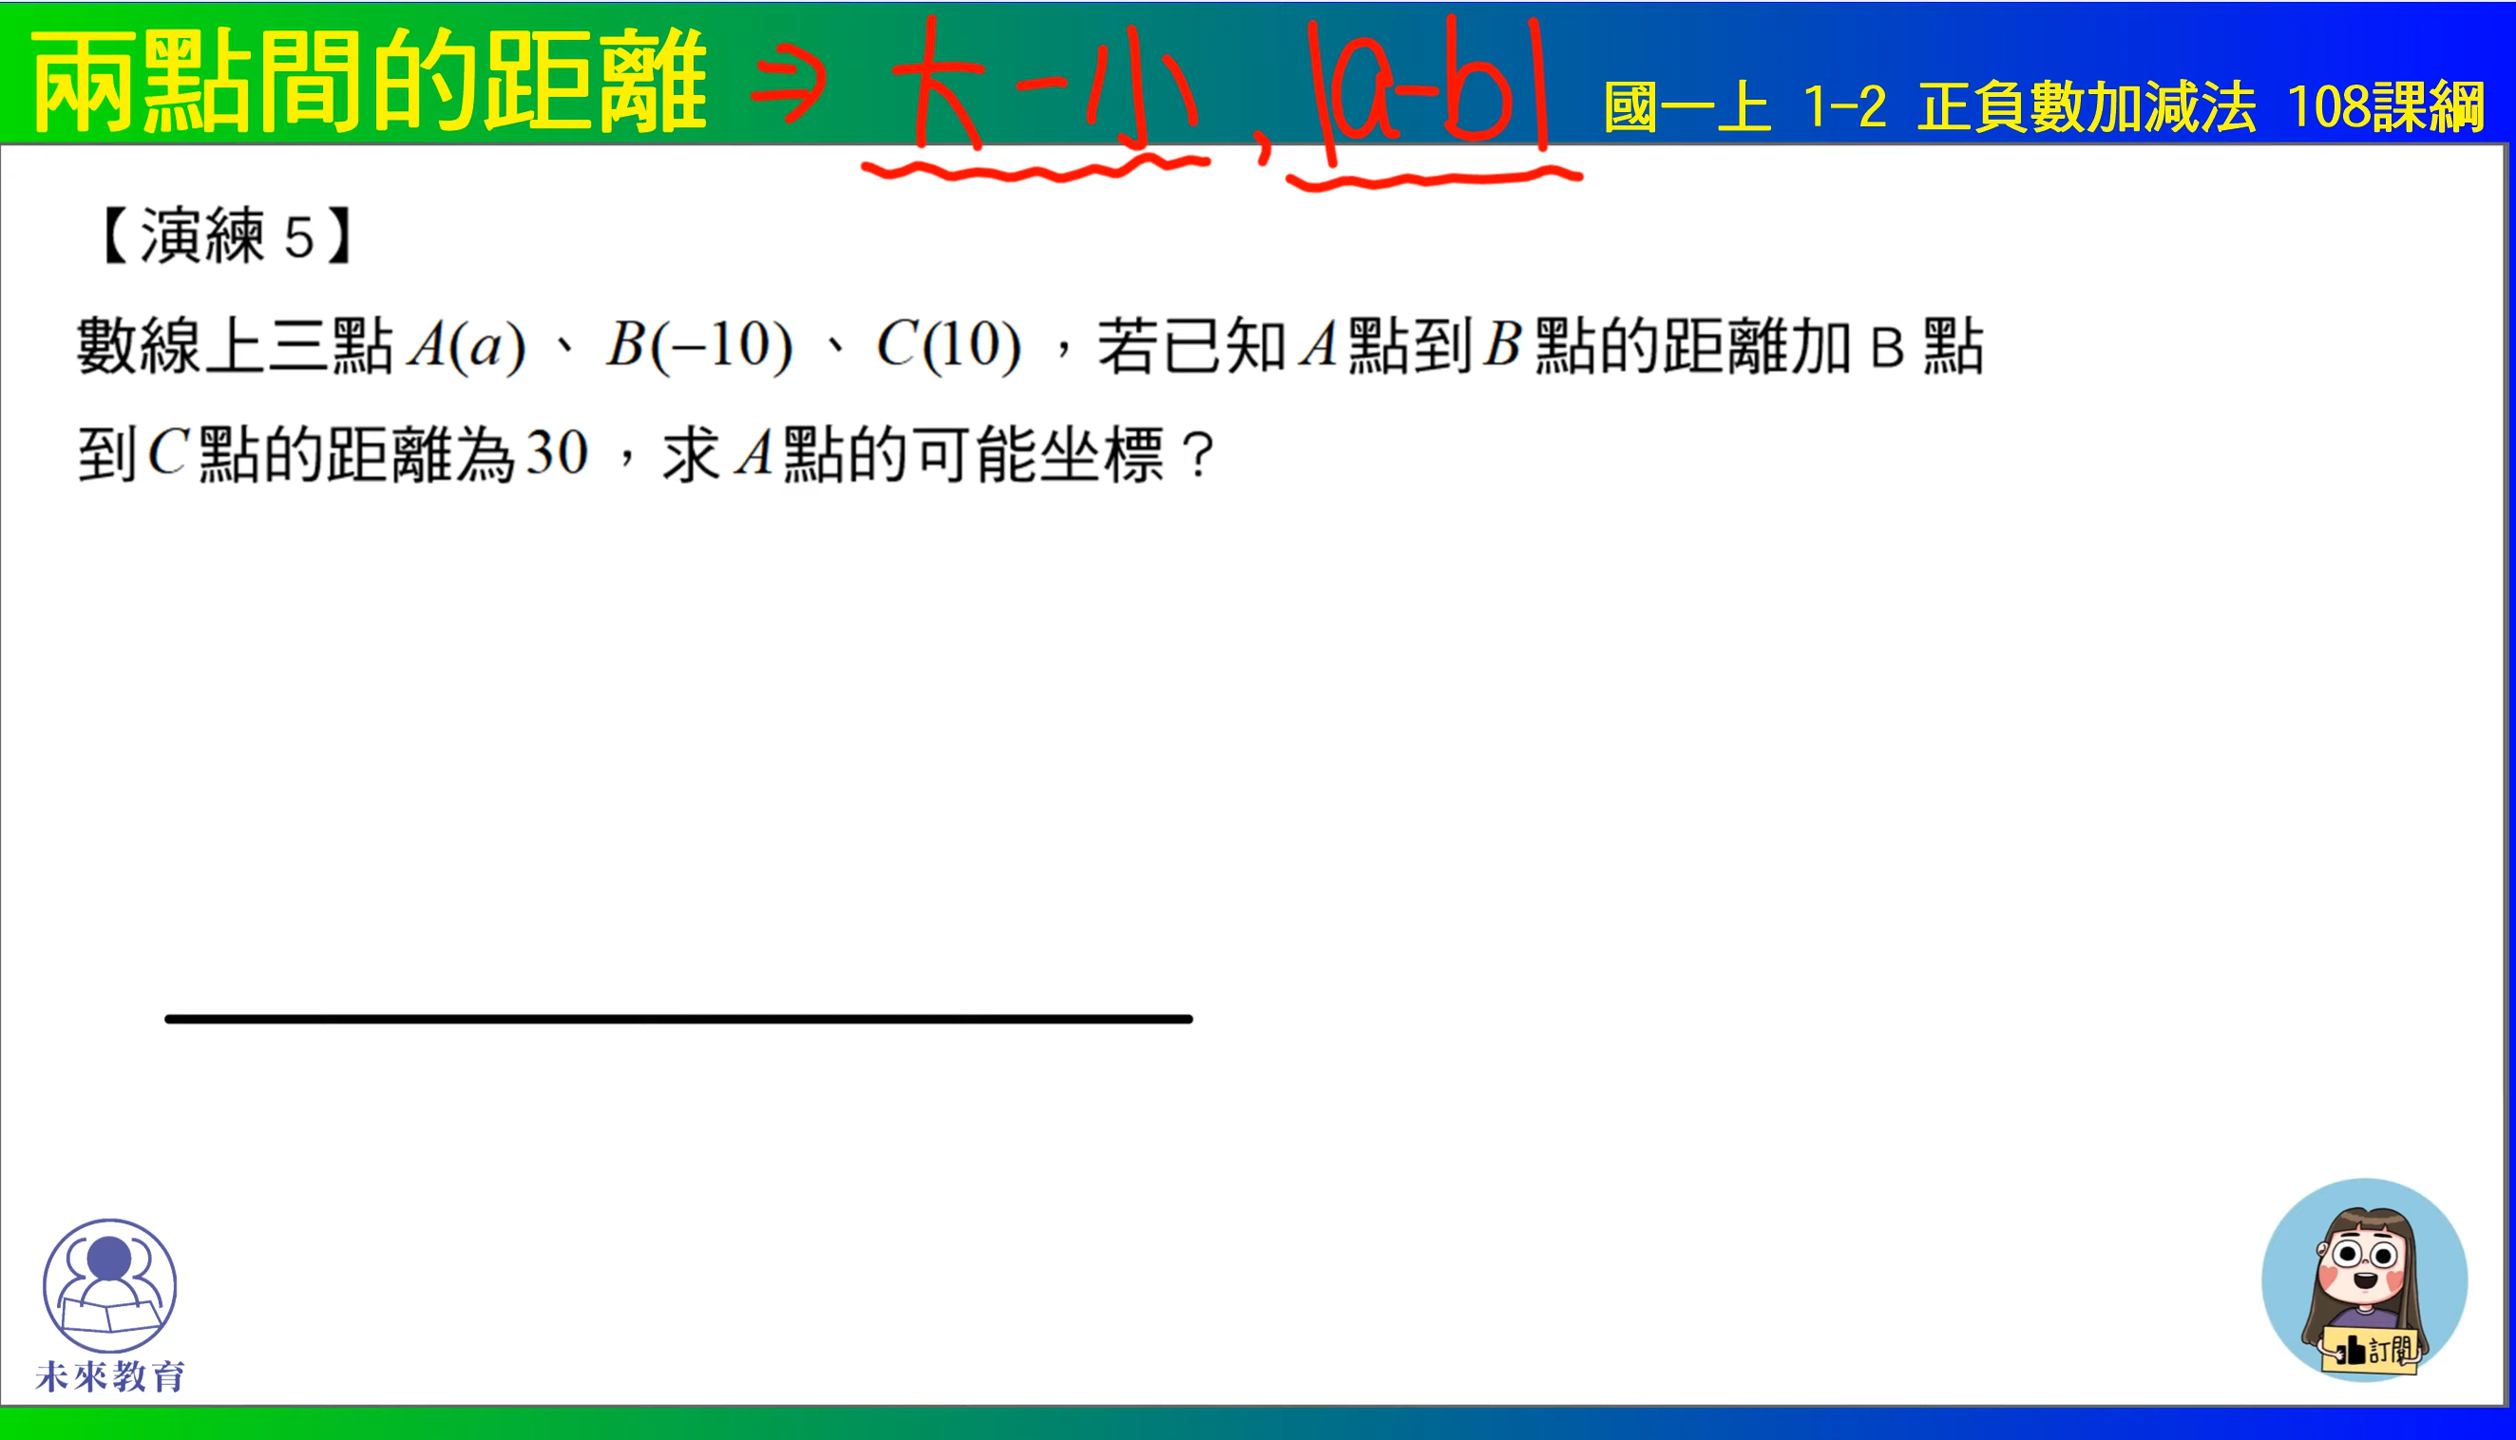 兩點間的距離 ⇒ 大-小 , |a-b| 國一上 1-2 正負數加減法 108課綱
【演練 5】
數線上三點 A(a)、B(−10)、C(10)，若已知 A 點到 B 點的距離加 B 點
到 C 點的距離為 30，求 A 點的可能坐標？
訂閱
未來教育